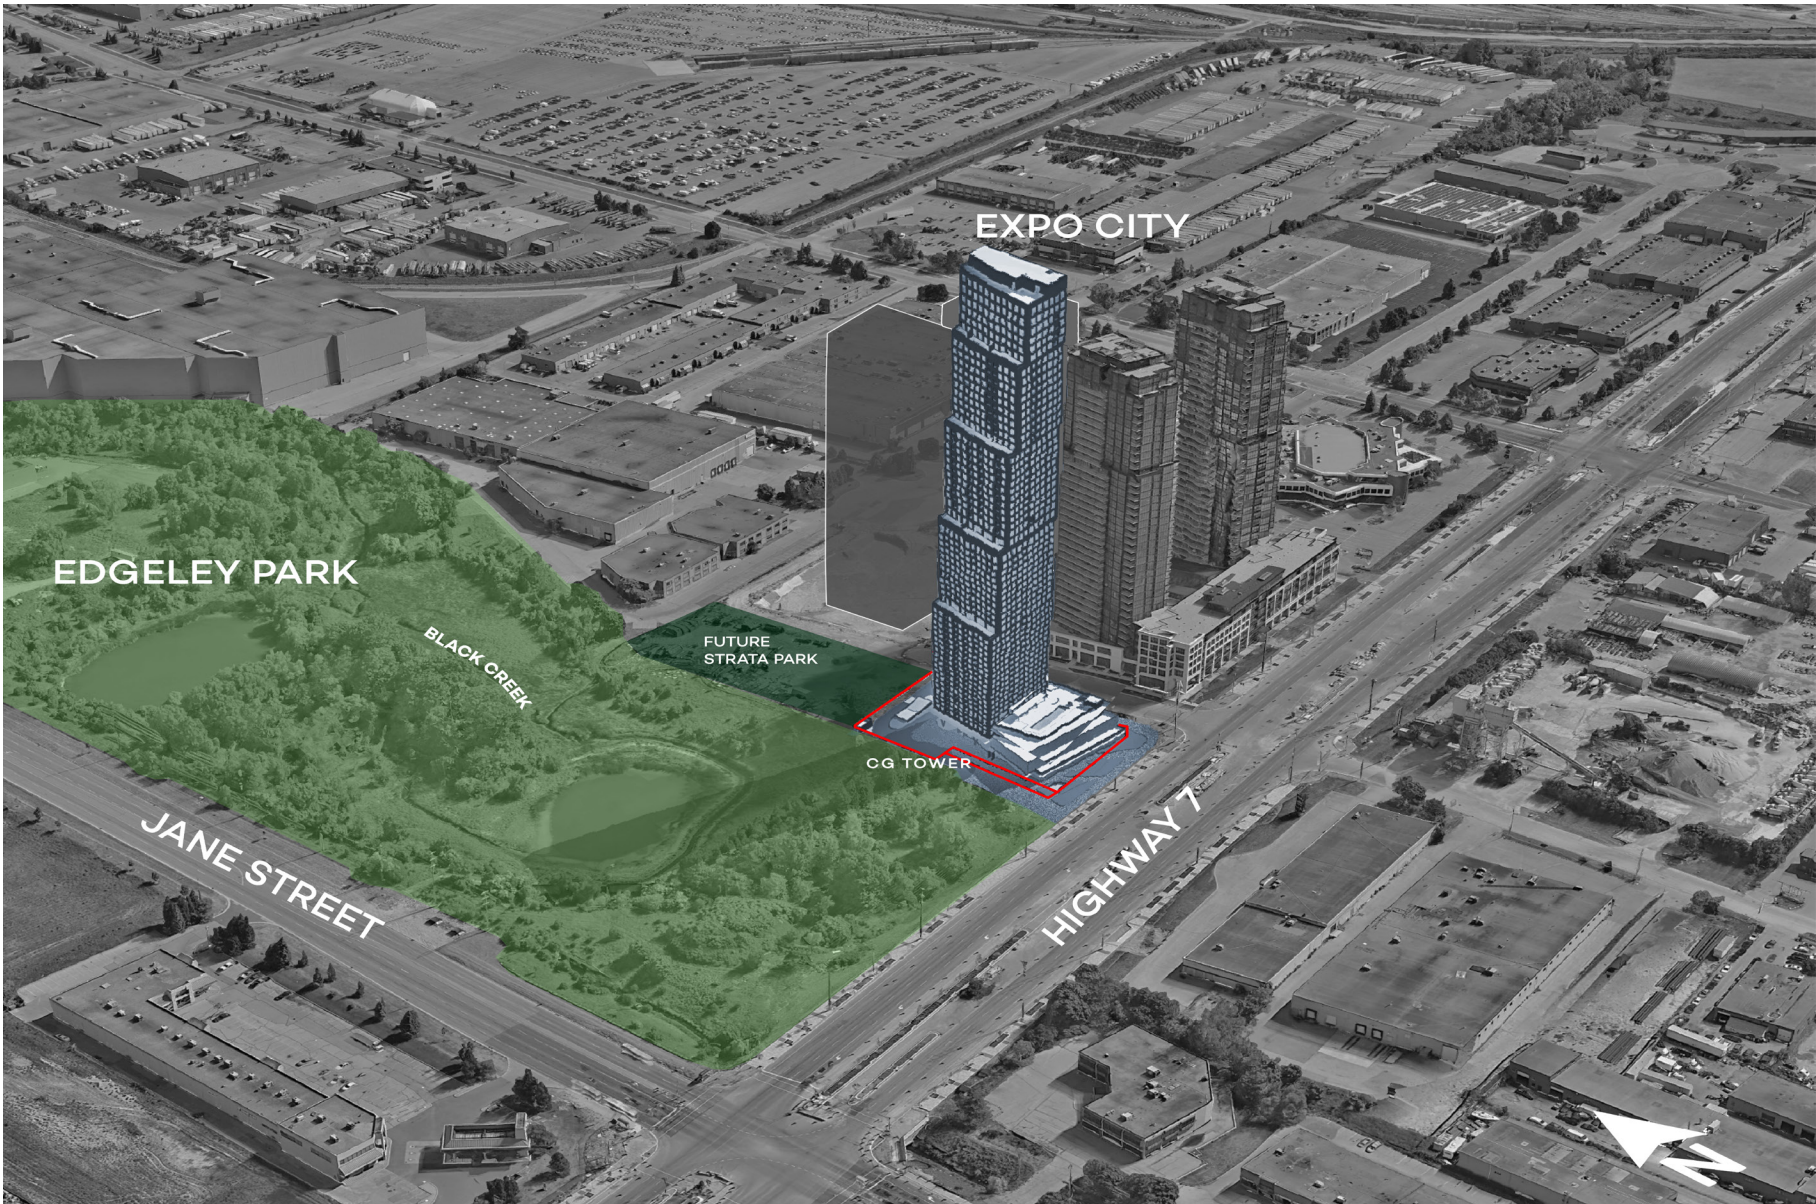 EXPO CITY
EDGELEY PARK
BLACK CREEK
FUTURE
STRATA PARK
CG TOWER
JANE STREET
HIGHWAY 7
N